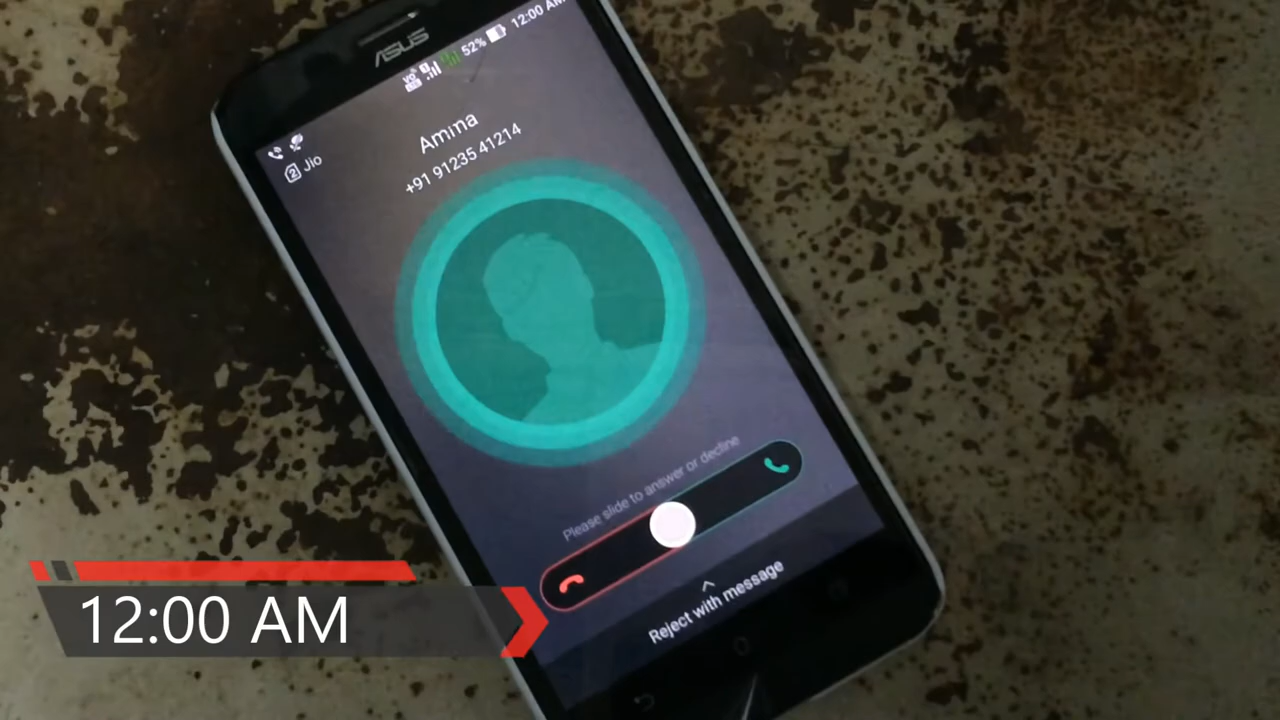 ASUS
52% 12:00 AM
2 Jio
Amina
+91 91235 41214
Please slide to answer or decline
Reject with message
12:00 AM